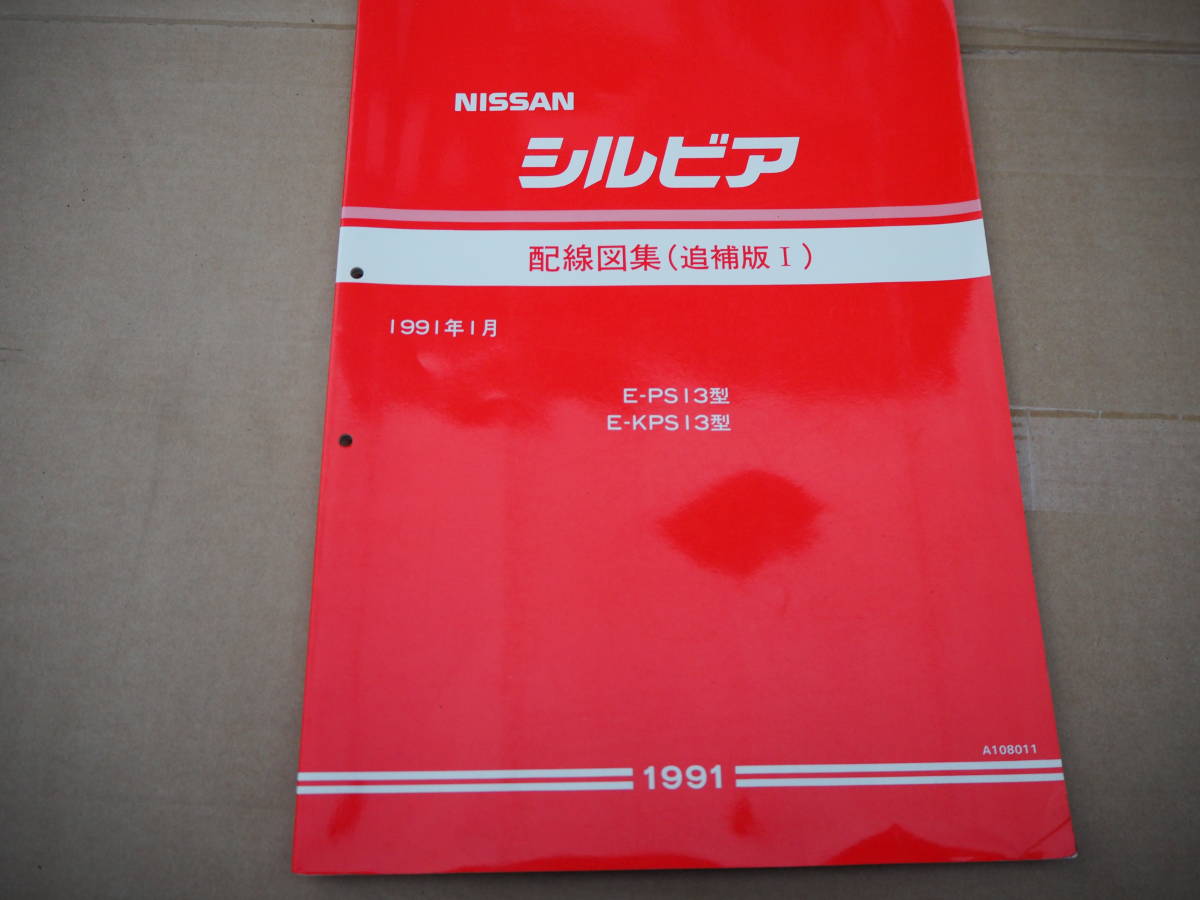 NISSAN
シルビア
配線図集(追補版Ⅰ)
1991年1月
E-PS13型
E-KPS13型
A108011
1991